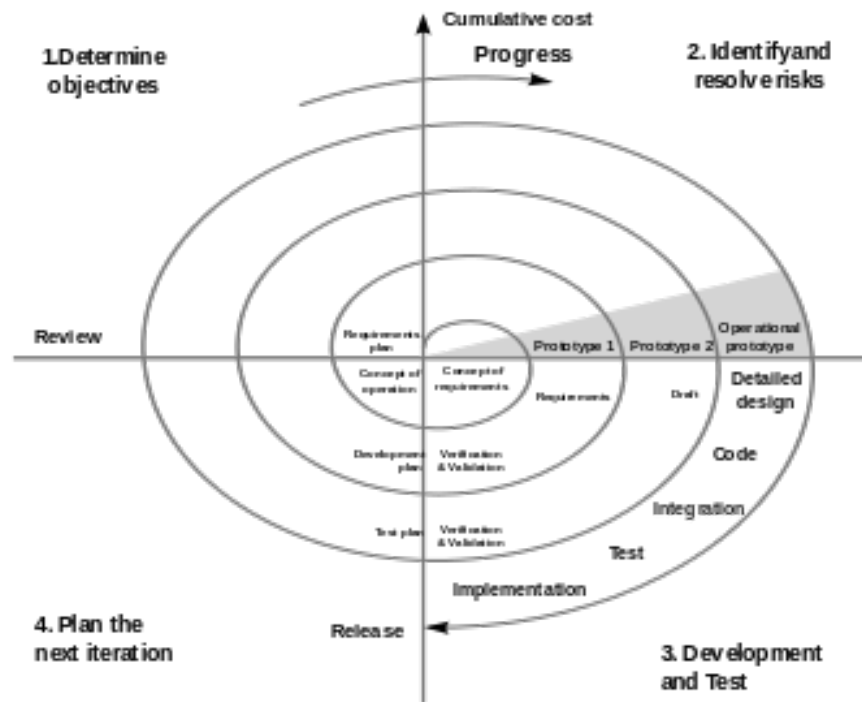 Cumulative cost
Progress
1.Determine
objectives
2. Identify and
resolve risks
Review
Requirements
plan
Prototype 1
Prototype 2
Operational
prototype
Concept of
operation
Concept of
requirements
Requirements
Draft
Detailed
design
Development
plan
Verification
& Validation
Code
Test plan
Verification
& Validation
Integration
Test
Implementation
Release
4. Plan the
next iteration
3. Development
and Test